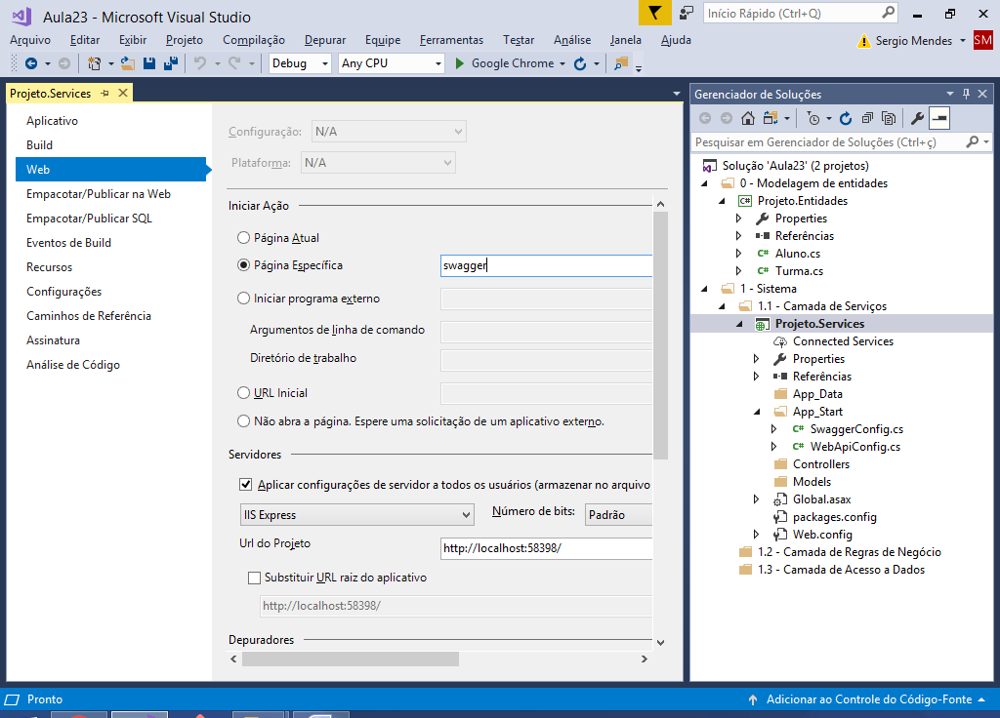 Aula23 - Microsoft Visual Studio
Início Rápido (Ctrl+Q)
Arquivo Editar Exibir Projeto Compilação Depurar Equipe Ferramentas Testar Análise Janela Ajuda
Sergio Mendes SM
Debug Any CPU Google Chrome
Projeto.Services
Aplicativo
Build
Web
Empacotar/Publicar na Web
Empacotar/Publicar SQL
Eventos de Build
Recursos
Configurações
Caminhos de Referência
Assinatura
Análise de Código
Configuração: N/A
Plataforma: N/A
Iniciar Ação
Página Atual
Página Específica swagger
Iniciar programa externo
Argumentos de linha de comando
Diretório de trabalho
URL Inicial
Não abra a página. Espere uma solicitação de um aplicativo externo.
Servidores
Aplicar configurações de servidor a todos os usuários (armazenar no arquivo
IIS Express Número de bits: Padrão
Url do Projeto http://localhost:58398/
Substituir URL raiz do aplicativo
http://localhost:58398/
Depuradores
Gerenciador de Soluções
Pesquisar em Gerenciador de Soluções (Ctrl+ç)
Solução 'Aula23' (2 projetos)
0 - Modelagem de entidades
C# Projeto.Entidades
Properties
Referências
C# Aluno.cs
C# Turma.cs
1 - Sistema
1.1 - Camada de Serviços
Projeto.Services
Connected Services
Properties
Referências
App_Data
App_Start
C# SwaggerConfig.cs
C# WebApiConfig.cs
Controllers
Models
Global.asax
packages.config
Web.config
1.2 - Camada de Regras de Negócio
1.3 - Camada de Acesso a Dados
Pronto
Adicionar ao Controle do Código-Fonte